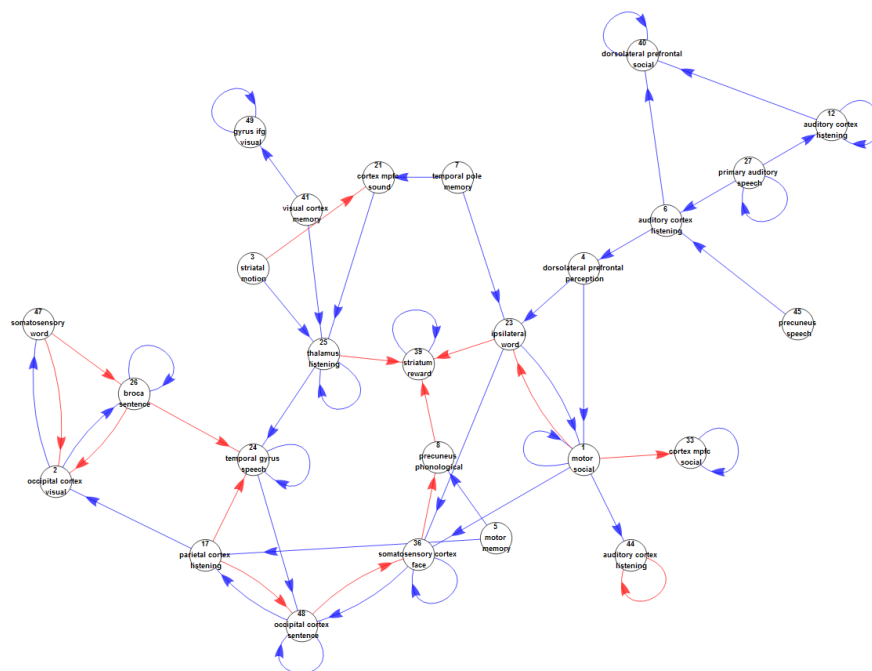 40
dorsolateral prefrontal
social
12
auditory cortex
listening
49
gyrus ifg
visual
21
cortex mpfc
sound
7
temporal pole
memory
27
primary auditory
speech
41
visual cortex
memory
6
auditory cortex
listening
3
striatal
motion
4
dorsolateral prefrontal
perception
47
somatosensory
word
45
precuneus
speech
23
ipsilateral
word
25
thalamus
listening
39
striatum
reward
26
broca
sentence
33
cortex mpfc
social
8
precuneus
phonological
1
motor
social
24
temporal gyrus
speech
2
occipital cortex
visual
5
motor
memory
17
parietal cortex
listening
36
somatosensory cortex
face
44
auditory cortex
listening
48
occipital cortex
sentence